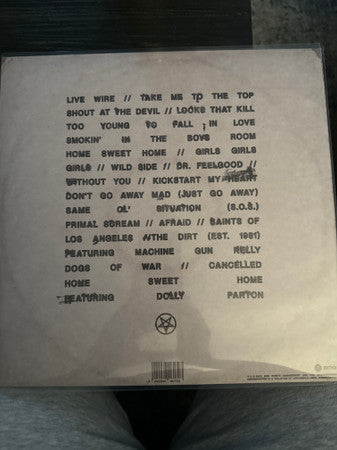 LIVE WIRE // TAKE ME TO THE TOP
SHOUT AT THE DEVIL // LOOKS THAT KILL
TOO YOUNG TO FALL IN LOVE
SMOKIN' IN THE BOYS ROOM
HOME SWEET HOME // GIRLS GIRLS
GIRLS // WILD SIDE // DR. FEELGOOD //
WITHOUT YOU // KICKSTART MY HEART
DON'T GO AWAY MAD (JUST GO AWAY)
SAME OL' SITUATION (S.O.S.)
PRIMAL SCREAM // AFRAID // SAINTS OF
LOS ANGELES // THE DIRT (EST. 1981)
FEATURING MACHINE GUN KELLY
DOGS OF WAR // CANCELLED
HOME SWEET HOME
FEATURING DOLLY PARTON